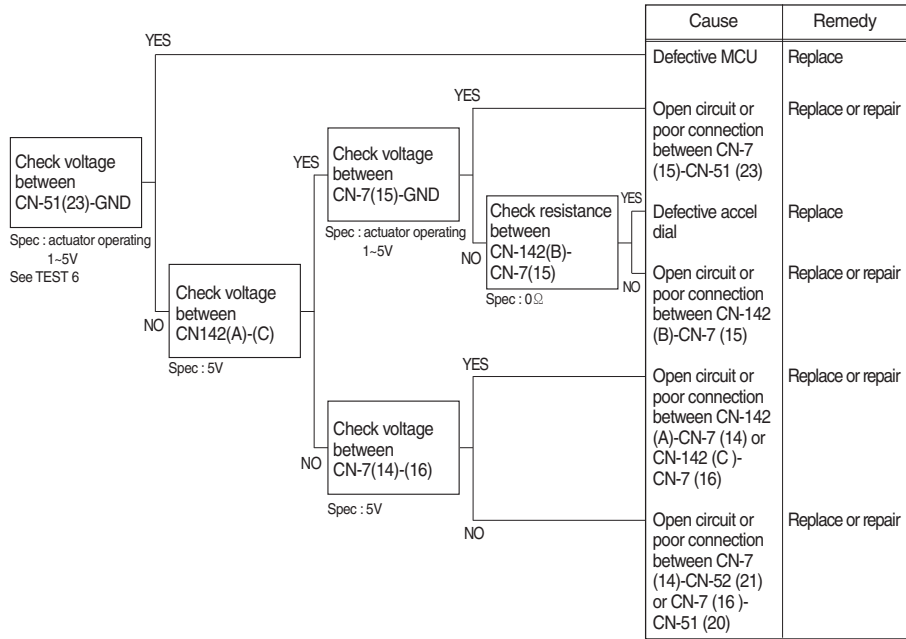 Cause Remedy
YES
Defective MCU Replace
YES
Open circuit or Replace or repair
poor connection
between CN-7
(15)-CN-51 (23)
Check voltage
between
CN-51(23)-GND
Spec : actuator operating
1~5V
See TEST 6
YES
Check voltage
between
CN-7(15)-GND
Spec : actuator operating
1~5V
NO
Check resistance
between
CN-142(B)-
CN-7(15)
Spec : 0Ω
YES
Defective accel Replace
dial
NO
Open circuit or Replace or repair
poor connection
between CN-142
(B)-CN-7 (15)
NO
Check voltage
between
CN142(A)-(C)
Spec : 5V
YES
Open circuit or Replace or repair
poor connection
between CN-142
(A)-CN-7 (14) or
CN-142 (C )-
CN-7 (16)
NO
Check voltage
between
CN-7(14)-(16)
Spec : 5V
NO
Open circuit or Replace or repair
poor connection
between CN-7
(14)-CN-52 (21)
or CN-7 (16 )-
CN-51 (20)